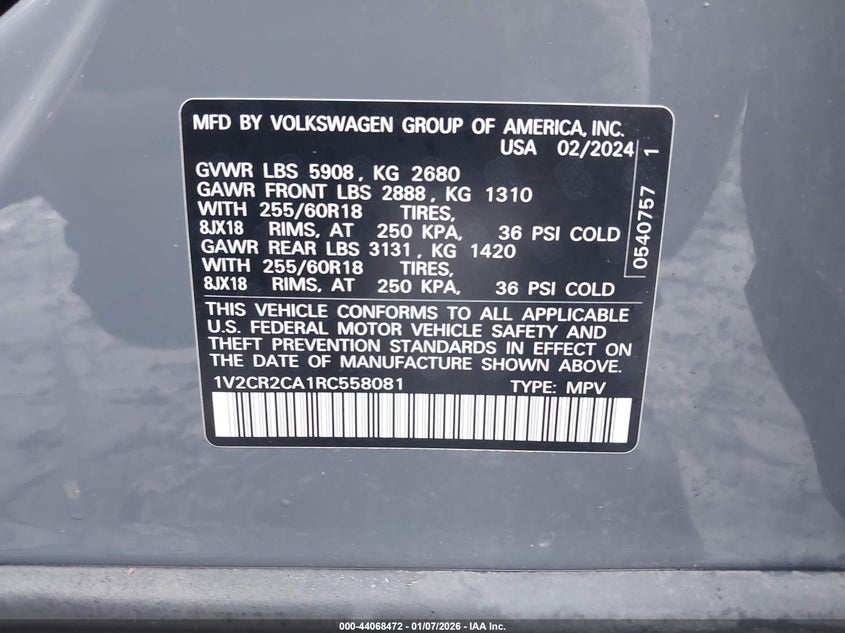 MFD BY VOLKSWAGEN GROUP OF AMERICA, INC.
USA 02/2024
GVWR LBS 5908, KG 2680
GAWR FRONT LBS 2888, KG 1310
WITH 255/60R18 TIRES,
8JX18 RIMS, AT 250 KPA, 36 PSI COLD
GAWR REAR LBS 3131, KG 1420
WITH 255/60R18 TIRES,
8JX18 RIMS, AT 250 KPA, 36 PSI COLD
0540757 1
THIS VEHICLE CONFORMS TO ALL APPLICABLE
U.S. FEDERAL MOTOR VEHICLE SAFETY AND
THEFT PREVENTION STANDARDS IN EFFECT ON
THE DATE OF MANUFACTURE SHOWN ABOVE.
1V2CR2CA1RC558081 TYPE: MPV
000-44068472 - 01/07/2026 - IAA Inc.